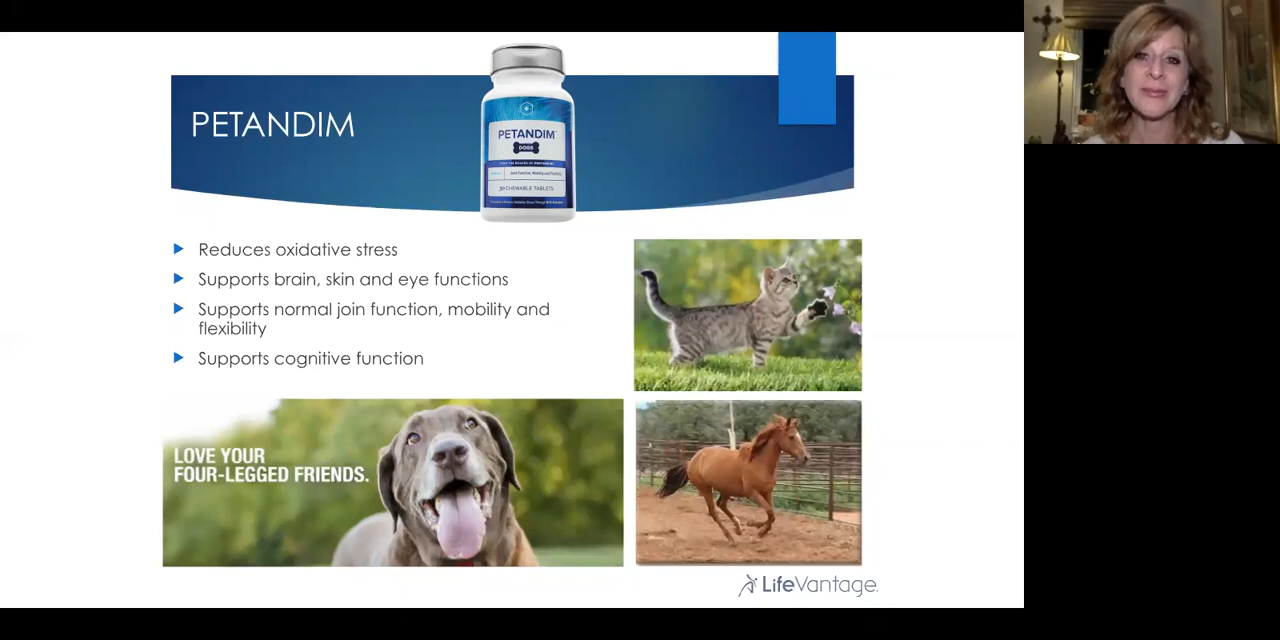 PETANDIM
PETANDIM
DOGS
30 CHEWABLE TABLETS
Reduces oxidative stress
Supports brain, skin and eye functions
Supports normal join function, mobility and
flexibility
Supports cognitive function
LOVE YOUR
FOUR-LEGGED FRIENDS.
LifeVantage.